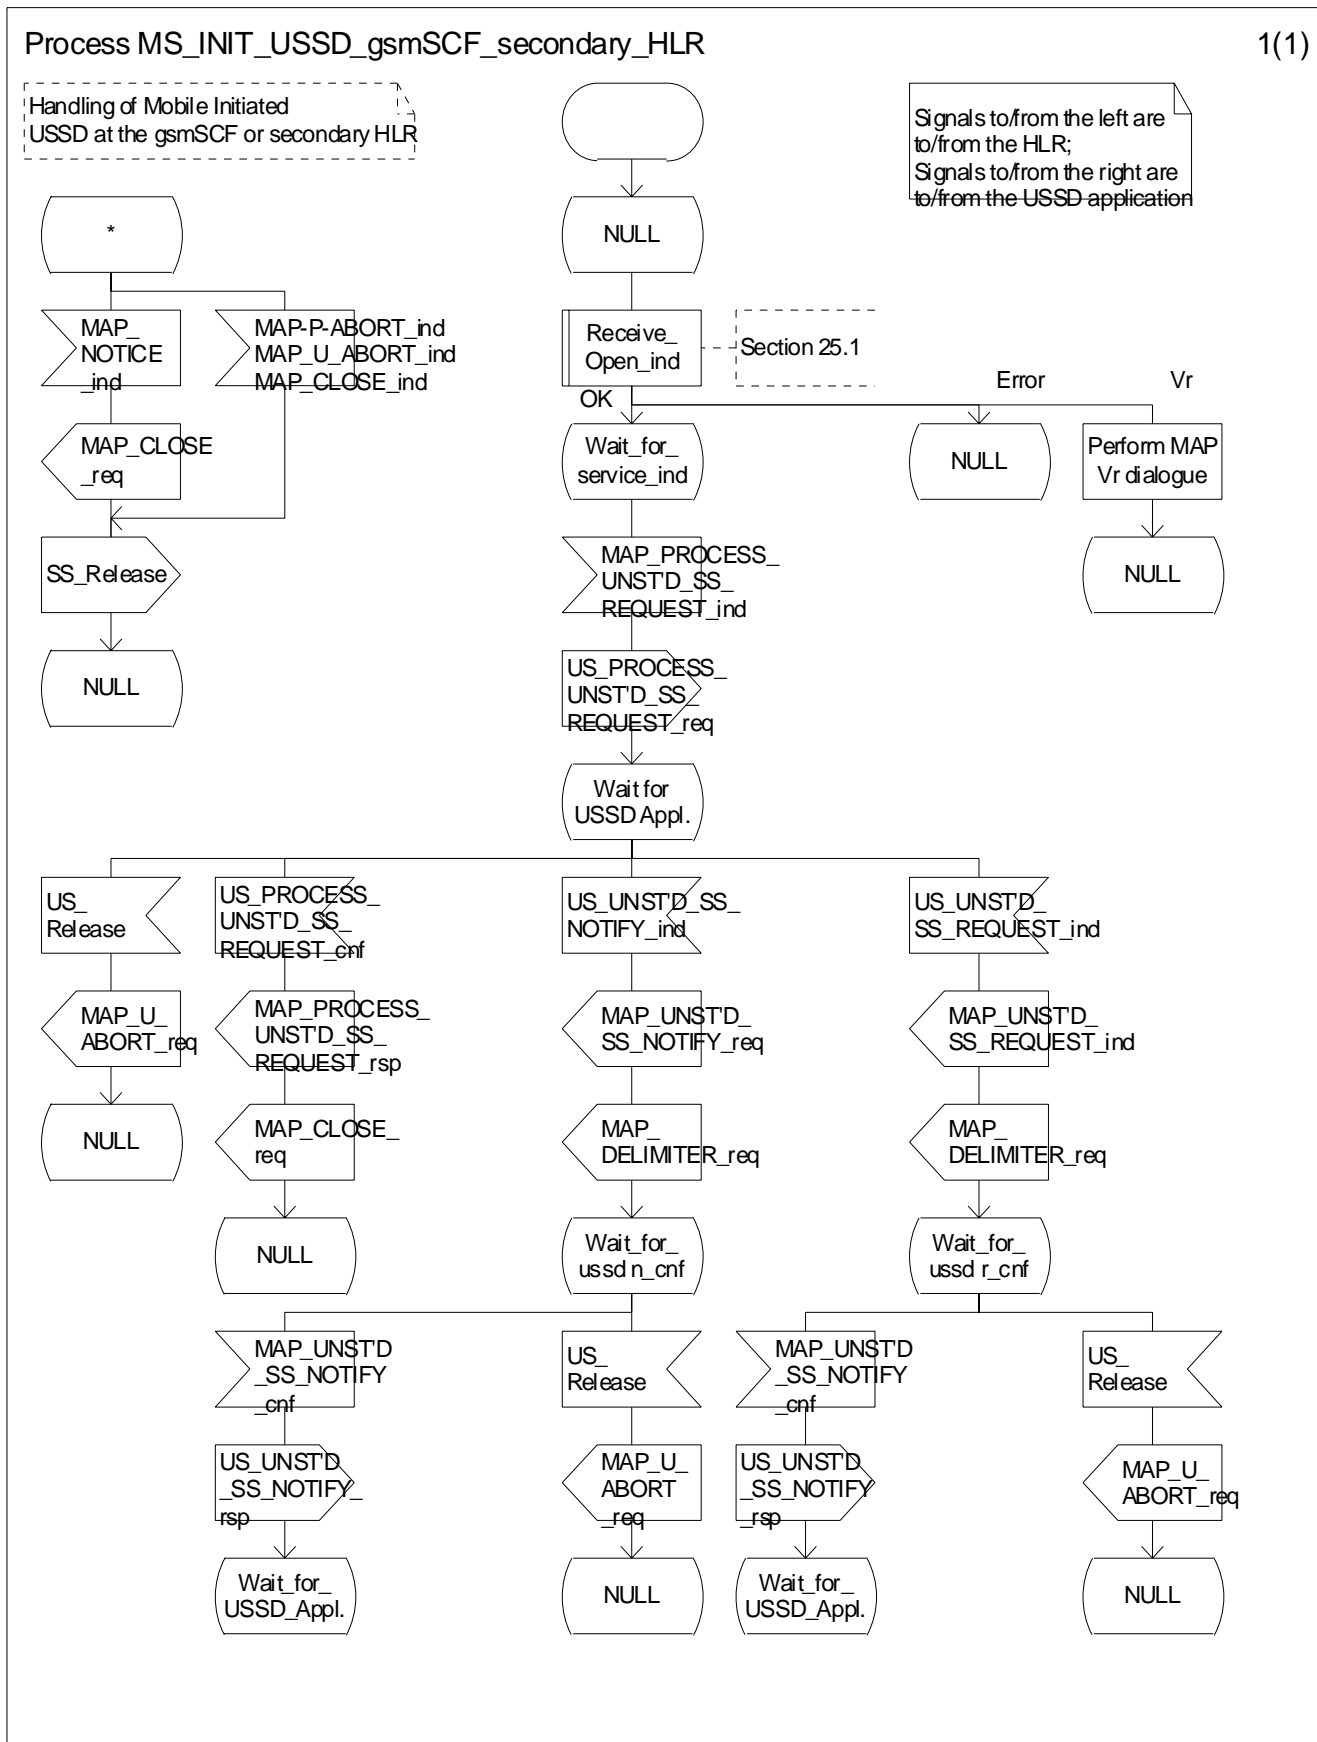 Process MS_INIT_USSD_gsmSCF_secondary_HLR
1(1)
Handling of Mobile Initiated
USSD at the gsmSCF or secondary HLR
Signals to/from the left are
to/from the HLR;
Signals to/from the right are
to/from the USSD application
*
NULL
MAP_
NOTICE
_ind
MAP-P-ABORT_ind
MAP_U_ABORT_ind
MAP_CLOSE_ind
Receive_
Open_ind
Section 25.1
OK
Error
Vr
MAP_CLOSE
_req
Wait_for_
service_ind
NULL
Perform MAP
Vr dialogue
SS_Release
MAP_PROCESS_
UNST'D_SS_
REQUEST_ind
NULL
NULL
US_PROCESS_
UNST'D_SS_
REQUEST_req
Wait for
USSD Appl.
US_
Release
US_PROCESS_
UNST'D_SS_
REQUEST_cnf
US_UNST'D_SS_
NOTIFY_ind
US_UNST'D_
SS_REQUEST_ind
MAP_U_
ABORT_req
MAP_PROCESS_
UNST'D_SS_
REQUEST_rsp
MAP_UNST'D_
SS_NOTIFY_req
MAP_UNST'D_
SS_REQUEST_ind
NULL
MAP_CLOSE_
req
MAP_
DELIMITER_req
MAP_
DELIMITER_req
NULL
Wait_for_
ussd n_cnf
Wait_for_
ussd r_cnf
MAP_UNST'D
_SS_NOTIFY
_cnf
US_
Release
MAP_UNST'D
_SS_NOTIFY
_cnf
US_
Release
US_UNST'D
_SS_NOTIFY_
rsp
MAP_U_
ABORT
_req
US_UNST'D
_SS_NOTIFY
_rsp
MAP_U_
ABORT_req
Wait_for_
USSD_Appl.
NULL
Wait_for_
USSD_Appl.
NULL